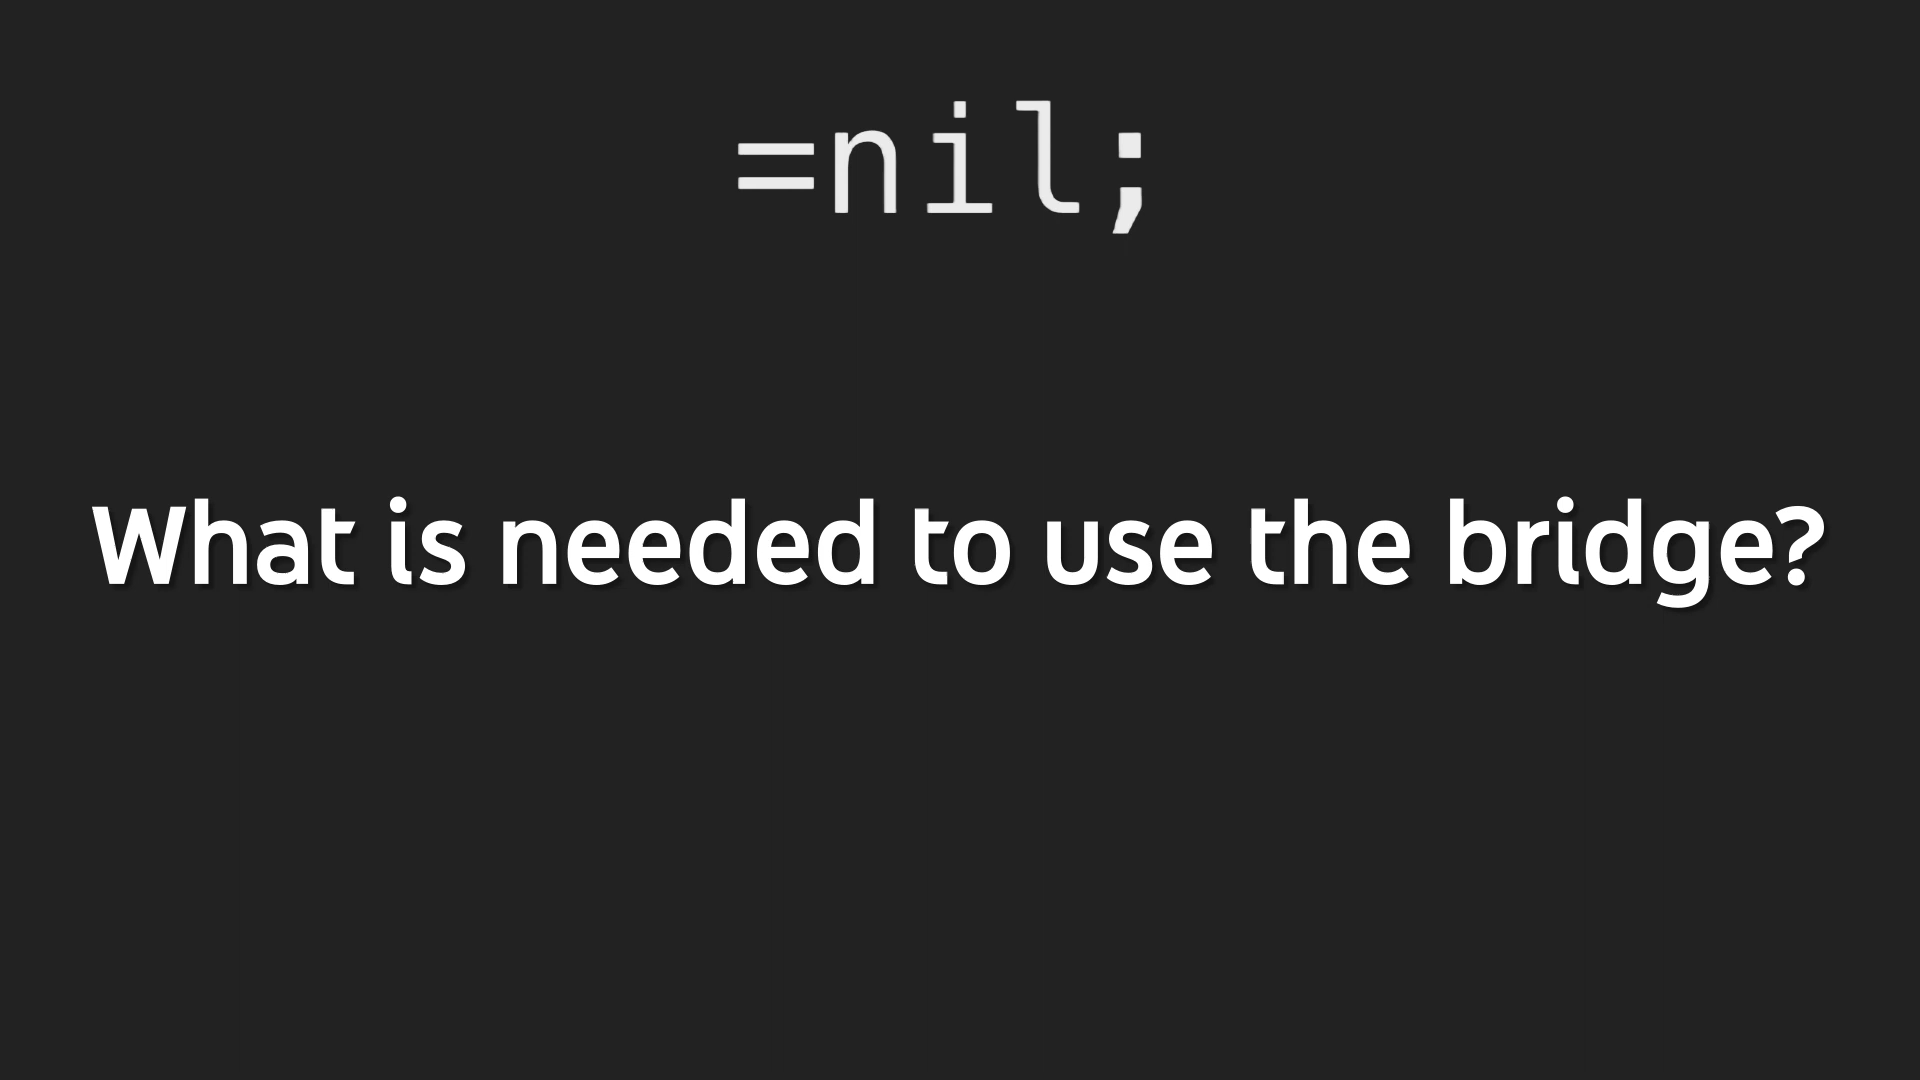 =nil;
What is needed to use the bridge?